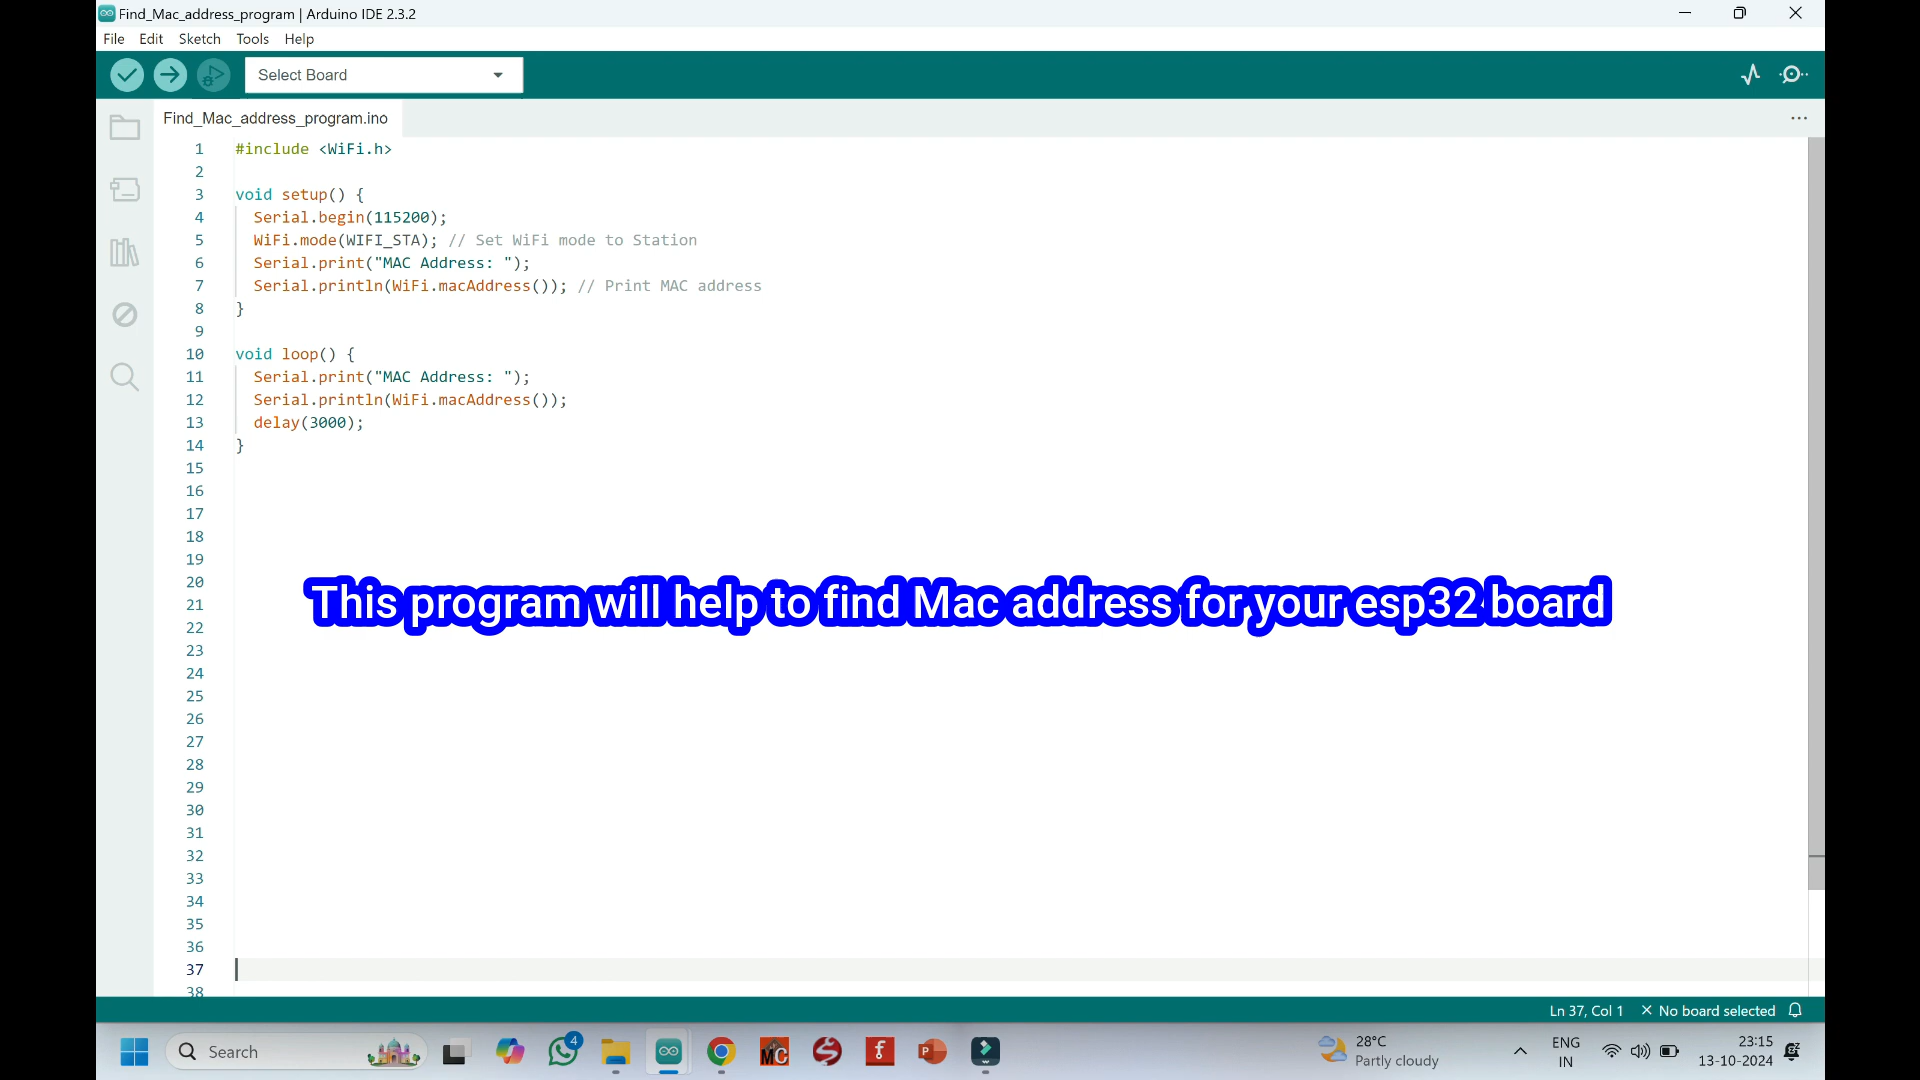 Find_Mac_address_program | Arduino IDE 2.3.2
File Edit Sketch Tools Help
Select Board
Find_Mac_address_program.ino
1 #include <WiFi.h>
2
3 void setup() {
4 Serial.begin(115200);
5 WiFi.mode(WIFI_STA); // Set WiFi mode to Station
6 Serial.print("MAC Address: ");
7 Serial.println(WiFi.macAddress()); // Print MAC address
8 }
9
10 void loop() {
11 Serial.print("MAC Address: ");
12 Serial.println(WiFi.macAddress());
13 delay(3000);
14 }
15
16
17
18
19
20
This program will help to find Mac address for your esp32 board
21
22
23
24
25
26
27
28
29
30
31
32
33
34
35
36
37
38
Ln 37, Col 1 No board selected
Search
4
MC
f
P
28°C
Partly cloudy
ENG
IN
23:15
13-10-2024